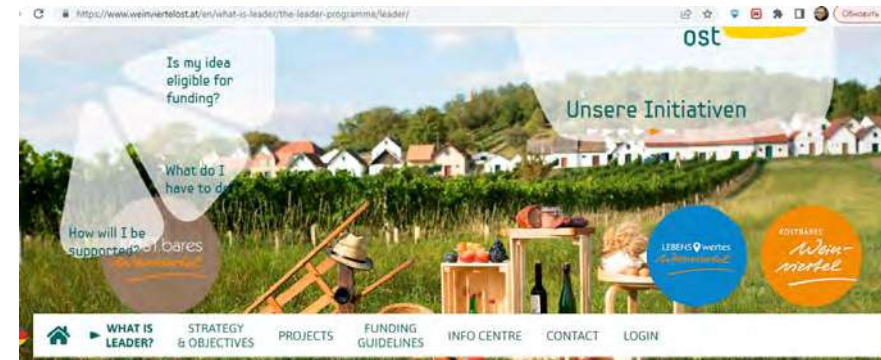 https://www.weinviertelost.at/en/what-is-leader/the-leader-programme/leader/
Обновить
ost
Is my idea
eligible for
funding?
Unsere Initiativen
What do I
have to do
How will I be
supported?
bares
LEBENS wertes
KOSTBARES
Wein-
viertel
WHAT IS
LEADER?
STRATEGY
& OBJECTIVES
PROJECTS
FUNDING
GUIDELINES
INFO CENTRE
CONTACT
LOGIN